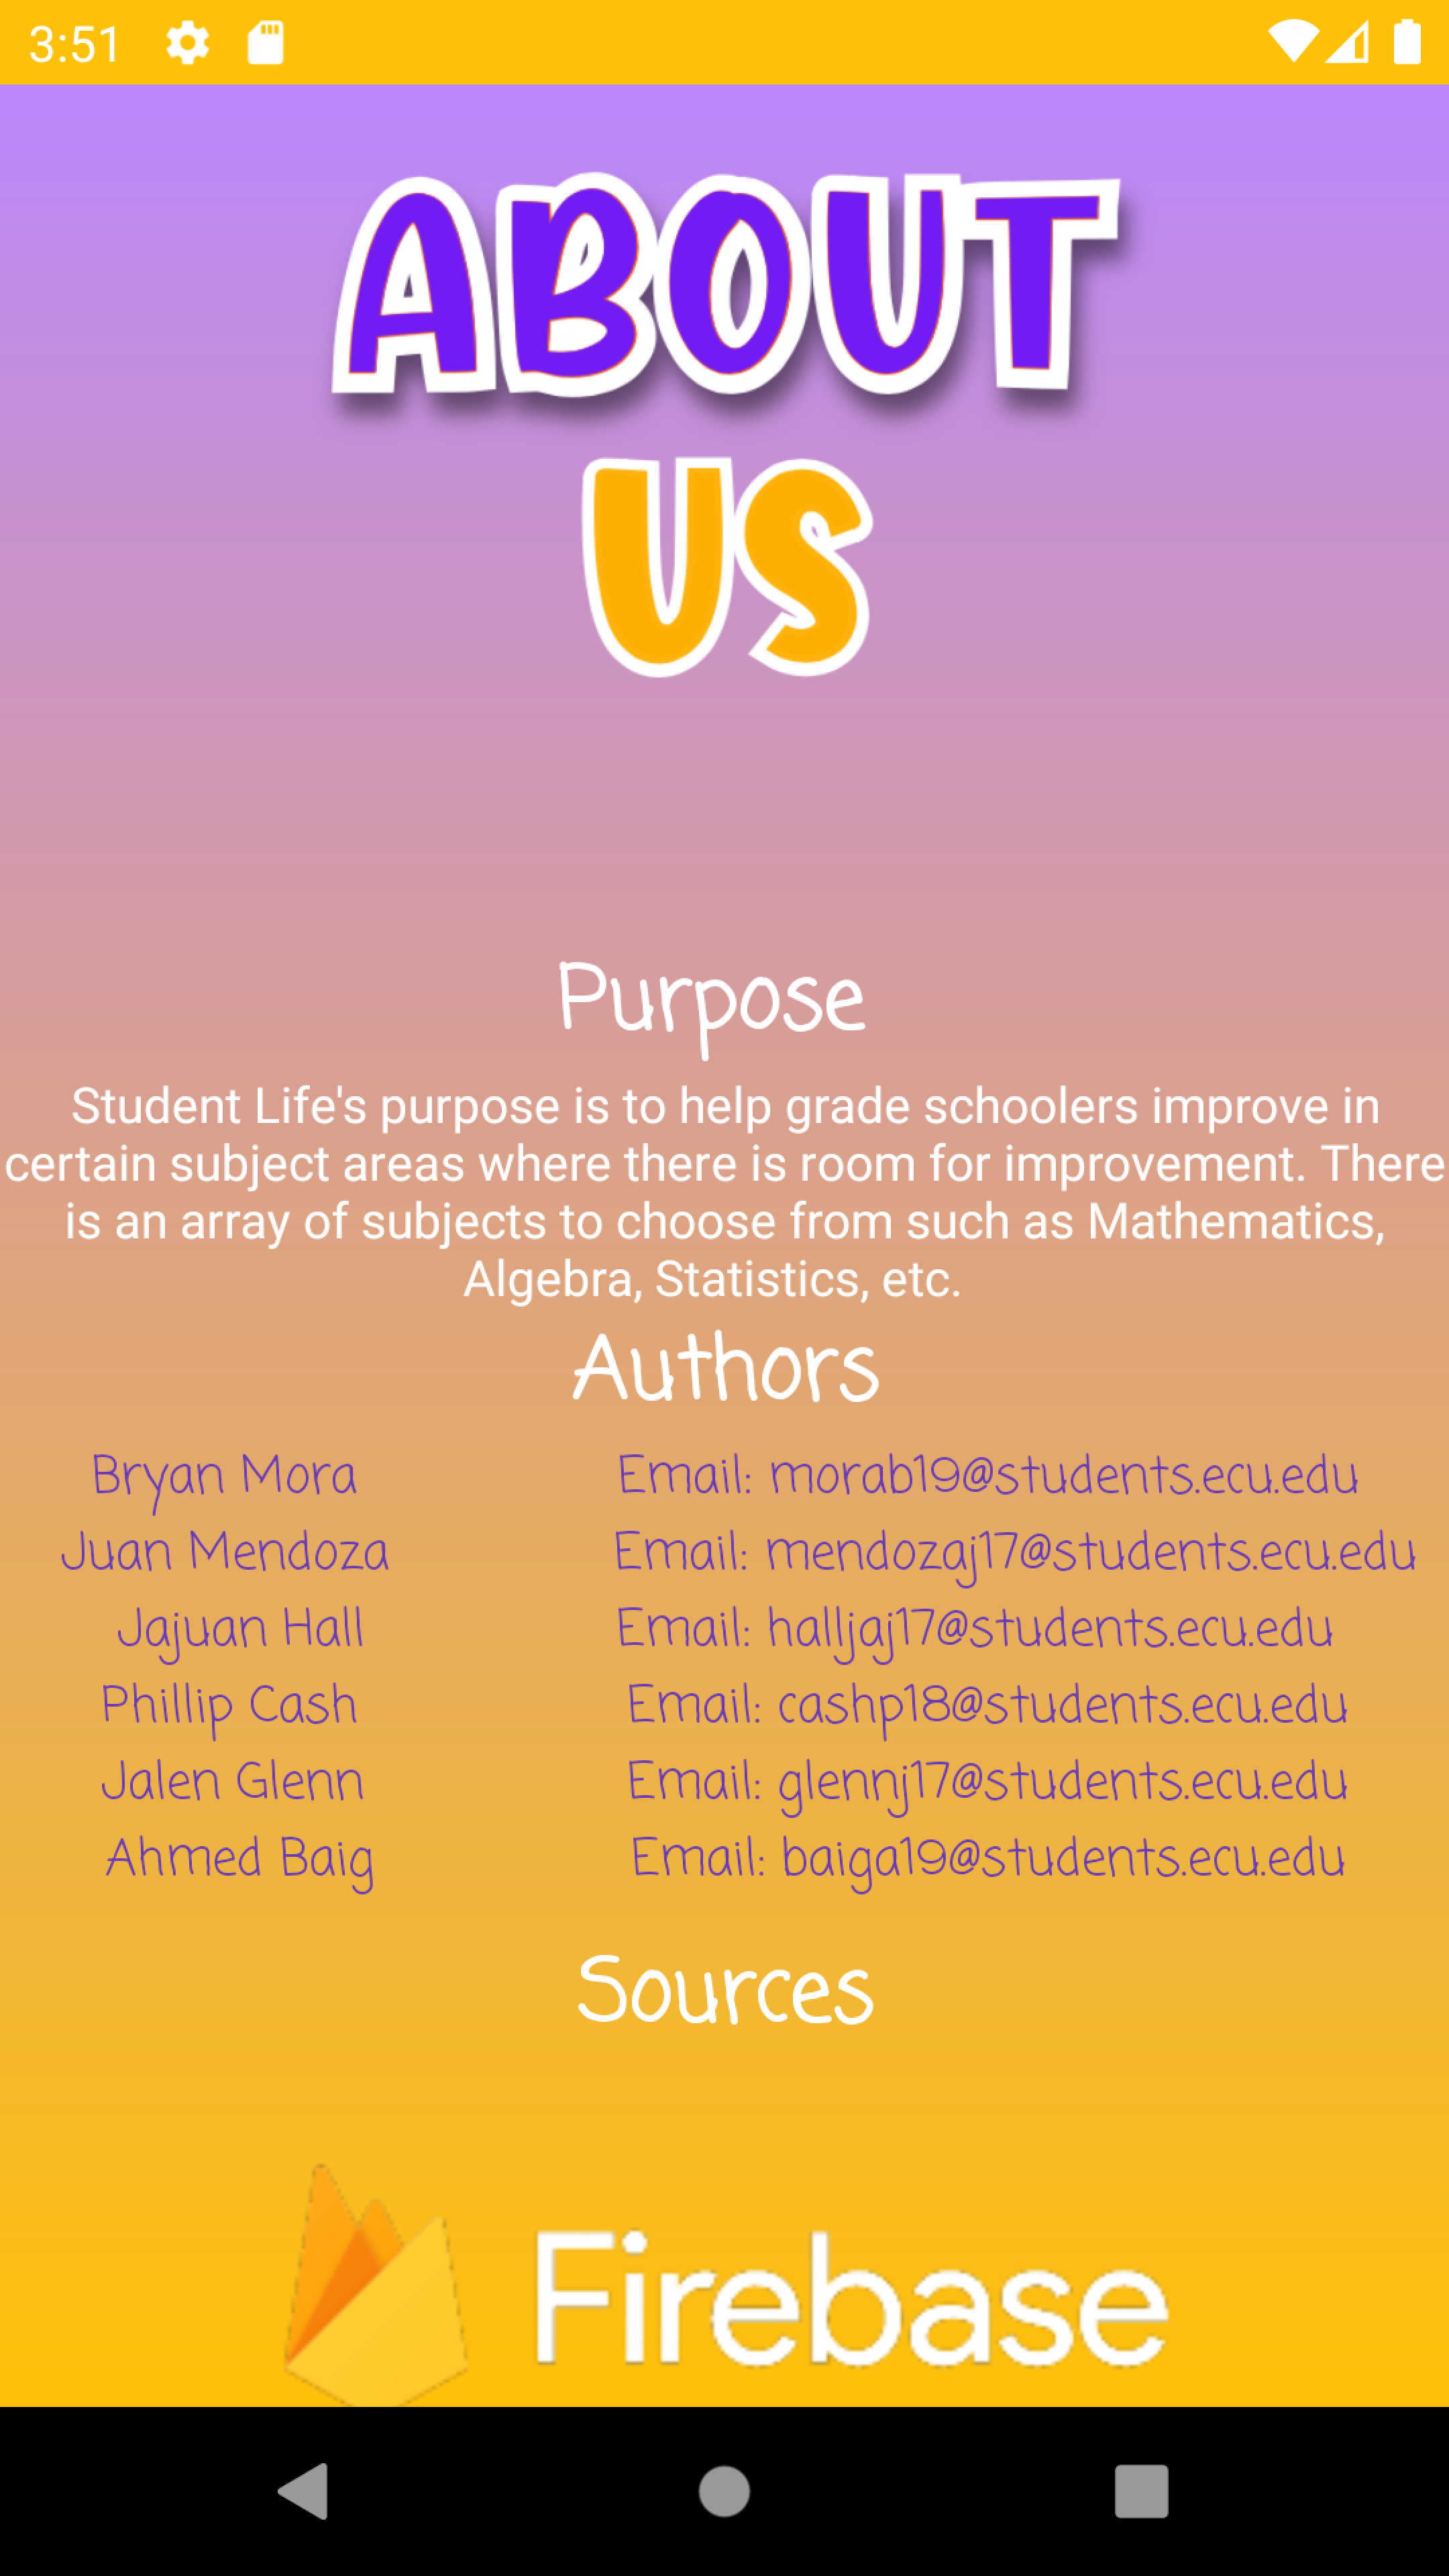 3:51
ABOUT
US
Purpose
Student Life's purpose is to help grade schoolers improve in
certain subject areas where there is room for improvement. There
is an array of subjects to choose from such as Mathematics,
Algebra, Statistics, etc.
Authors
Bryan Mora Email: morab19@students.ecu.edu
Juan Mendoza Email: mendozaj17@students.ecu.edu
Jajuan Hall Email: halljaj17@students.ecu.edu
Phillip Cash Email: cashp18@students.ecu.edu
Jalen Glenn Email: glennj17@students.ecu.edu
Ahmed Baig Email: baiga19@students.ecu.edu
Sources
Firebase